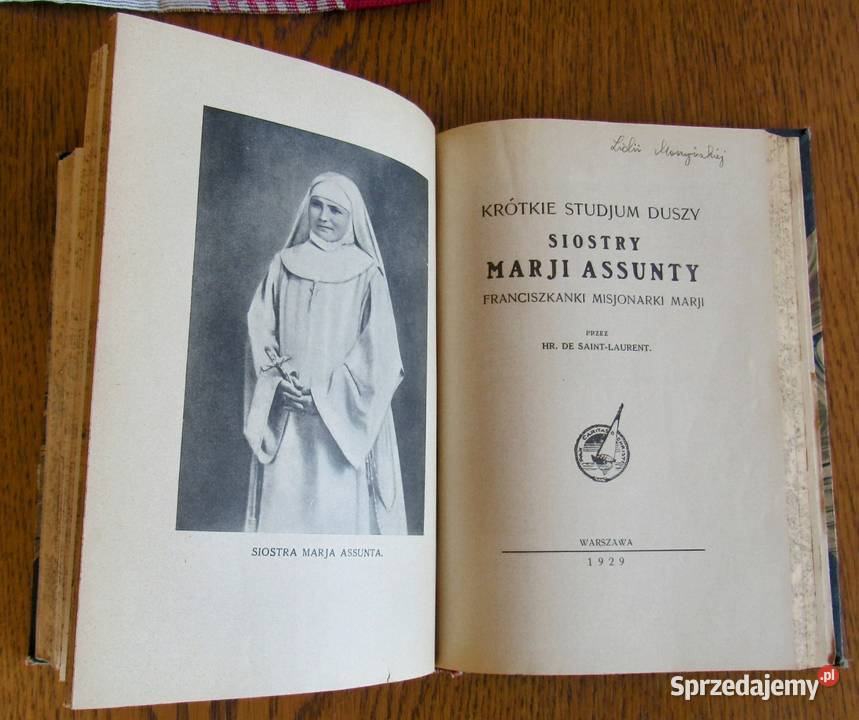 SIOSTRA MARJA ASSUNTA.
KRÓTKIE STUDJUM DUSZY
SIOSTRY
MARJI ASSUNTY
FRANCISZKANKI MISJONARKI MARJI
PRZEZ
HR. DE SAINT-LAURENT.
CARITAS
WARSZAWA
1929
Sprzedajemy.pl